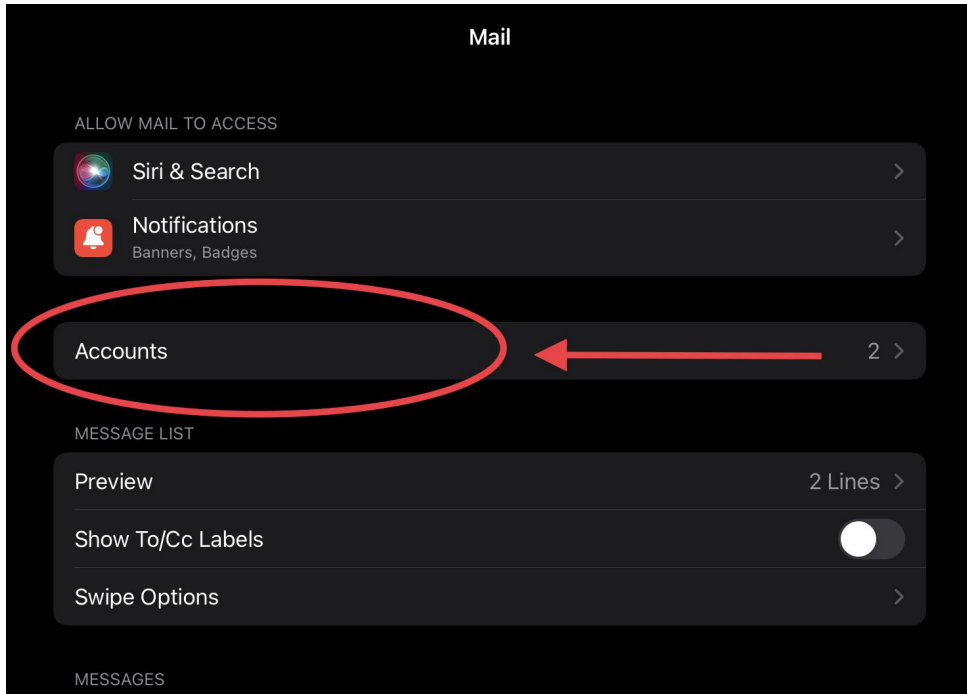 Mail
ALLOW MAIL TO ACCESS
Siri & Search
Notifications
Banners, Badges
Accounts 2
MESSAGE LIST
Preview 2 Lines
Show To/Cc Labels
Swipe Options
MESSAGES